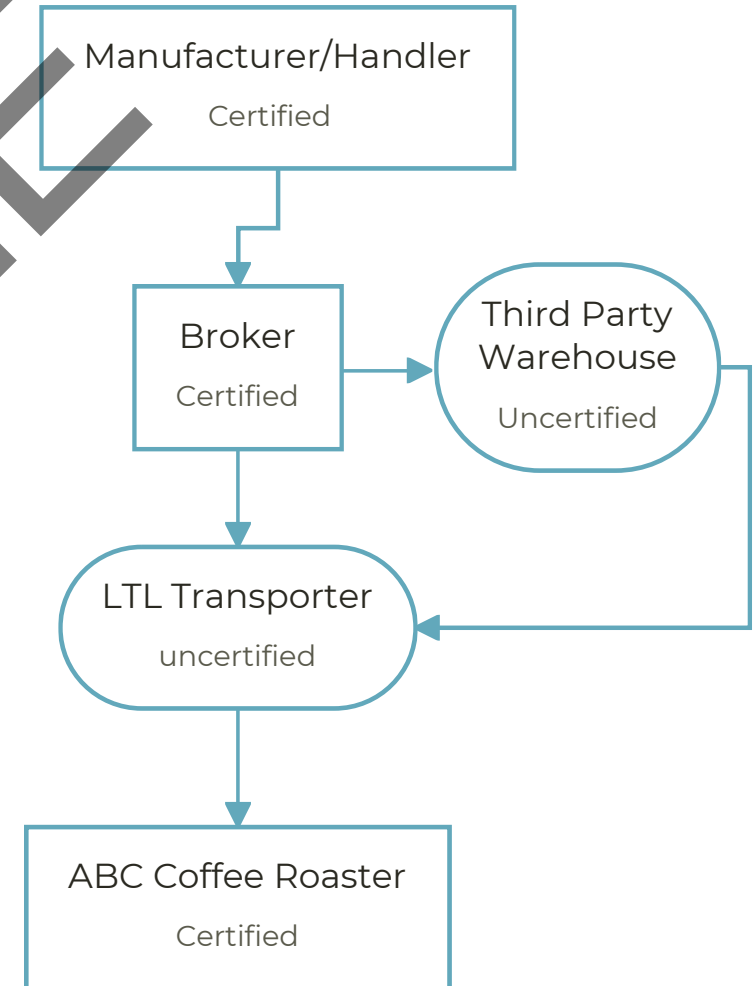 Manufacturer/Handler
Certified
Broker
Certified
Third Party
Warehouse
Uncertified
LTL Transporter
uncertified
ABC Coffee Roaster
Certified